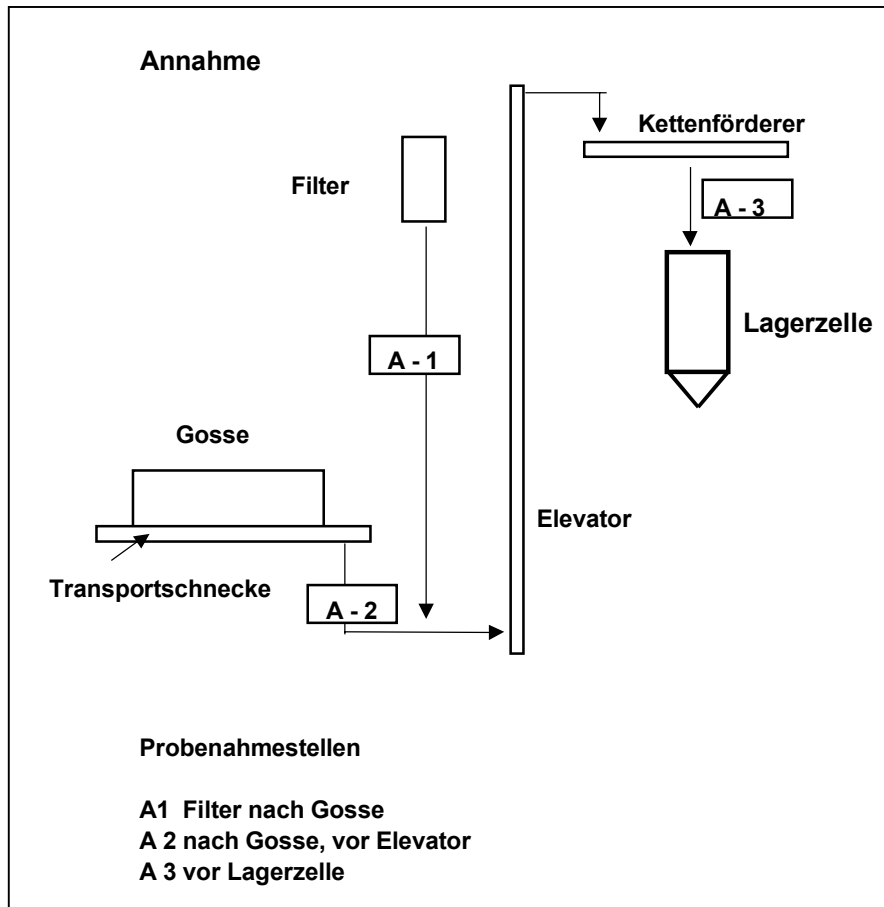 Annahme
Kettenförderer
Filter
A - 3
Lagerzelle
A - 1
Gosse
Elevator
Transportschnecke
A - 2
Probenahmestellen
A1  Filter nach Gosse
A 2 nach Gosse, vor Elevator
A 3 vor Lagerzelle